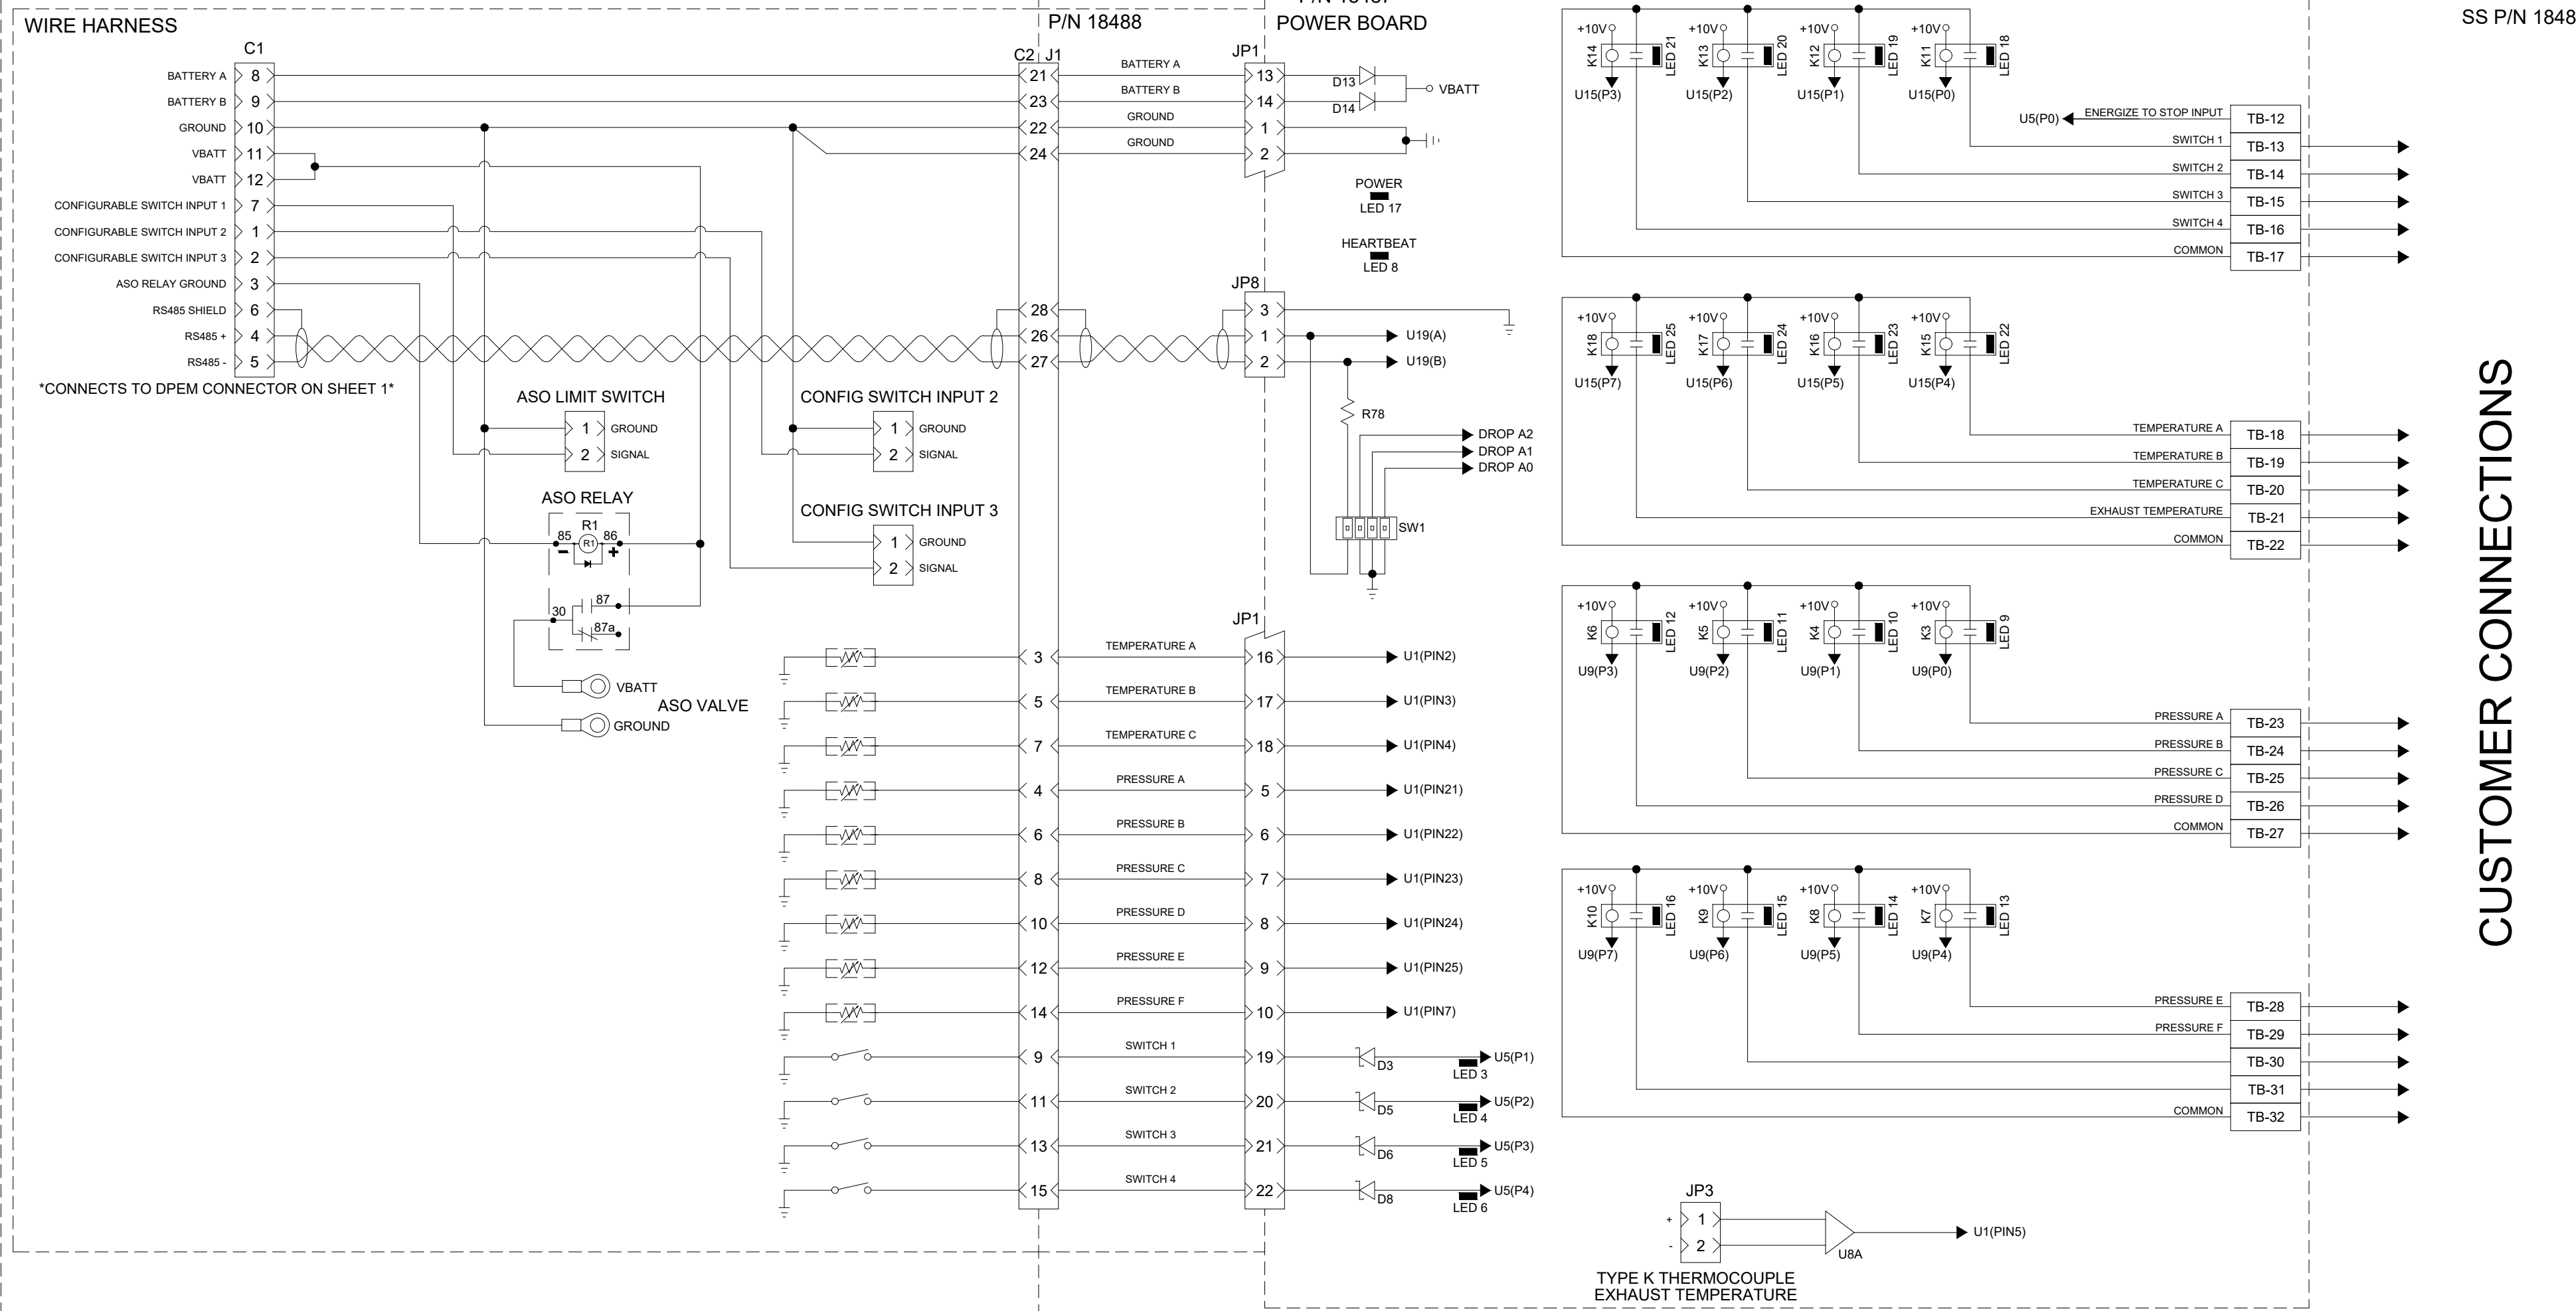 WIRE HARNESS
P/N 18488
POWER BOARD
SS P/N 1848
C1
BATTERY A 8
BATTERY B 9
GROUND 10
VBATT 11
VBATT 12
CONFIGURABLE SWITCH INPUT 1 7
CONFIGURABLE SWITCH INPUT 2 1
CONFIGURABLE SWITCH INPUT 3 2
ASO RELAY GROUND 3
RS485 SHIELD 6
RS485 + 4
RS485 - 5
*CONNECTS TO DPEM CONNECTOR ON SHEET 1*
ASO LIMIT SWITCH
1 GROUND
2 SIGNAL
CONFIG SWITCH INPUT 2
1 GROUND
2 SIGNAL
CONFIG SWITCH INPUT 3
1 GROUND
2 SIGNAL
ASO RELAY
R1
85 R1 86
- +
30 87
87a
VBATT
ASO VALVE
GROUND
C2 J1 JP1
21 BATTERY A 13 D13
23 BATTERY B 14 D14
VBATT
22 GROUND 1
24 GROUND 2
POWER
LED 17
HEARTBEAT
LED 8
JP8
28 3
26 1 U19(A)
27 2 U19(B)
R78
DROP A2
DROP A1
DROP A0
SW1
JP1
3 TEMPERATURE A 16 U1(PIN2)
5 TEMPERATURE B 17 U1(PIN3)
7 TEMPERATURE C 18 U1(PIN4)
4 PRESSURE A 5 U1(PIN21)
6 PRESSURE B 6 U1(PIN22)
8 PRESSURE C 7 U1(PIN23)
10 PRESSURE D 8 U1(PIN24)
12 PRESSURE E 9 U1(PIN25)
14 PRESSURE F 10 U1(PIN7)
9 SWITCH 1 19 D3 LED 3 U5(P1)
11 SWITCH 2 20 D5 LED 4 U5(P2)
13 SWITCH 3 21 D6 LED 5 U5(P3)
15 SWITCH 4 22 D8 LED 6 U5(P4)
+10V +10V +10V +10V
K14 LED 21 K13 LED 20 K12 LED 19 K11 LED 18
U15(P3) U15(P2) U15(P1) U15(P0)
U5(P0) ENERGIZE TO STOP INPUT TB-12
SWITCH 1 TB-13
SWITCH 2 TB-14
SWITCH 3 TB-15
SWITCH 4 TB-16
COMMON TB-17
+10V +10V +10V +10V
K18 LED 25 K17 LED 24 K16 LED 23 K15 LED 22
U15(P7) U15(P6) U15(P5) U15(P4)
TEMPERATURE A TB-18
TEMPERATURE B TB-19
TEMPERATURE C TB-20
EXHAUST TEMPERATURE TB-21
COMMON TB-22
+10V +10V +10V +10V
K6 LED 12 K5 LED 11 K4 LED 10 K3 LED 9
U9(P3) U9(P2) U9(P1) U9(P0)
PRESSURE A TB-23
PRESSURE B TB-24
PRESSURE C TB-25
PRESSURE D TB-26
COMMON TB-27
+10V +10V +10V +10V
K10 LED 16 K9 LED 15 K8 LED 14 K7 LED 13
U9(P7) U9(P6) U9(P5) U9(P4)
PRESSURE E TB-28
PRESSURE F TB-29
TB-30
TB-31
COMMON TB-32
JP3
+ 1
- 2
U8A
U1(PIN5)
TYPE K THERMOCOUPLE
EXHAUST TEMPERATURE
CUSTOMER CONNECTIONS